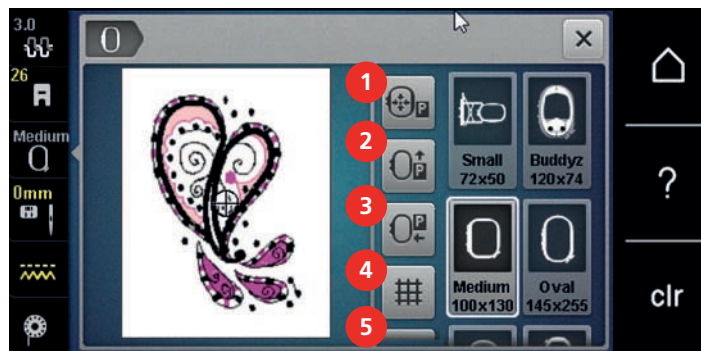 3.0
26
Medium
0mm
1
P
2
P
3
P
4
5
Small
72x50
Buddyz
120x74
Medium
100x130
Oval
145x255
?
clr